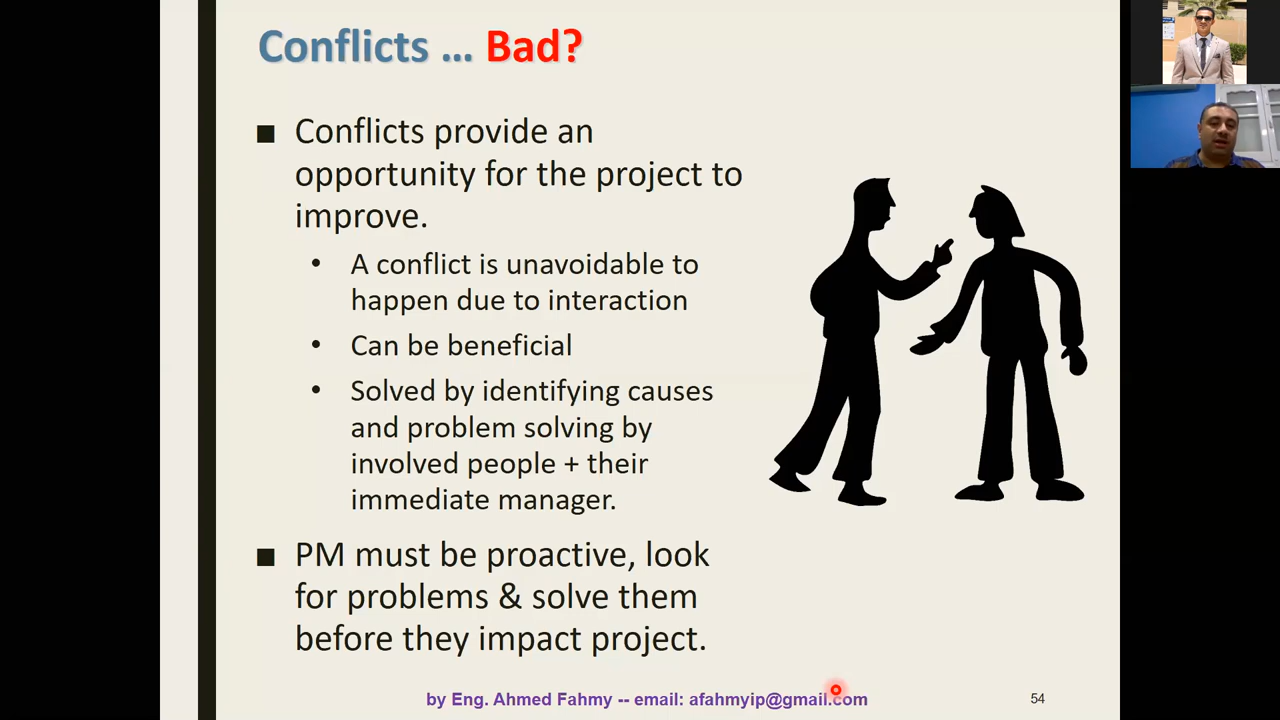 Conflicts ... Bad?
■ Conflicts provide an
opportunity for the project to
improve.
• A conflict is unavoidable to
happen due to interaction
• Can be beneficial
• Solved by identifying causes
and problem solving by
involved people + their
immediate manager.
■ PM must be proactive, look
for problems & solve them
before they impact project.
by Eng. Ahmed Fahmy -- email: afahmyip@gmail.com
54